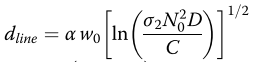 d_{line} = α w_0 [ln(σ_2 N_0^2 D / C)]^{1/2}